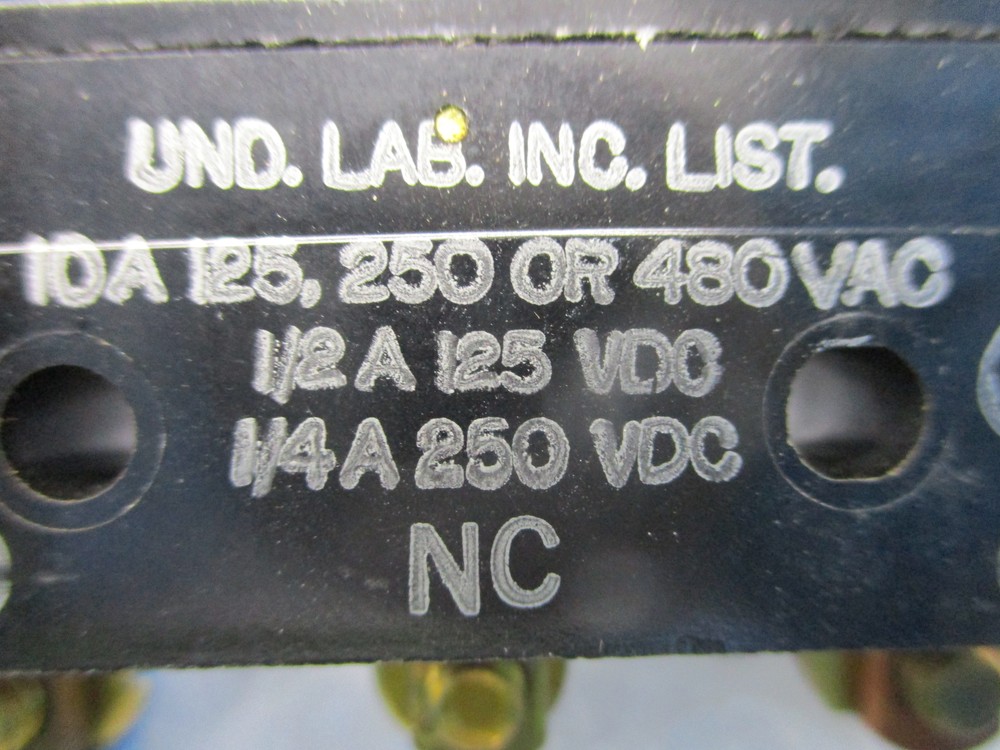 UND. LAB. INC. LIST.
10A 125, 250 OR 480 VAC
1/2 A 125 VDC
1/4 A 250 VDC
NC